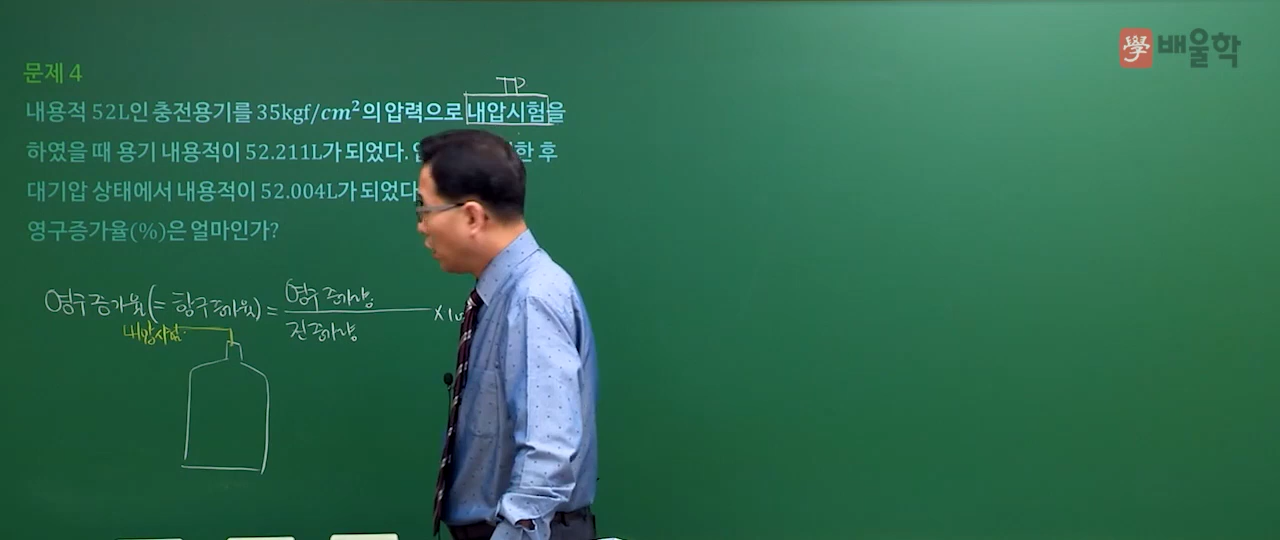 學 배울학
문제 4
TP
내용적 52L인 충전용기를 35kgf/cm²의 압력으로 내압시험을
하였을 때 용기 내용적이 52.211L가 되었다. 한 후
대기압 상태에서 내용적이 52.004L가 되었다
영구증가율(%)은 얼마인가?
영구증가율(= 항구증가율) = 영구 증가량
전증가량
×10
내압시험